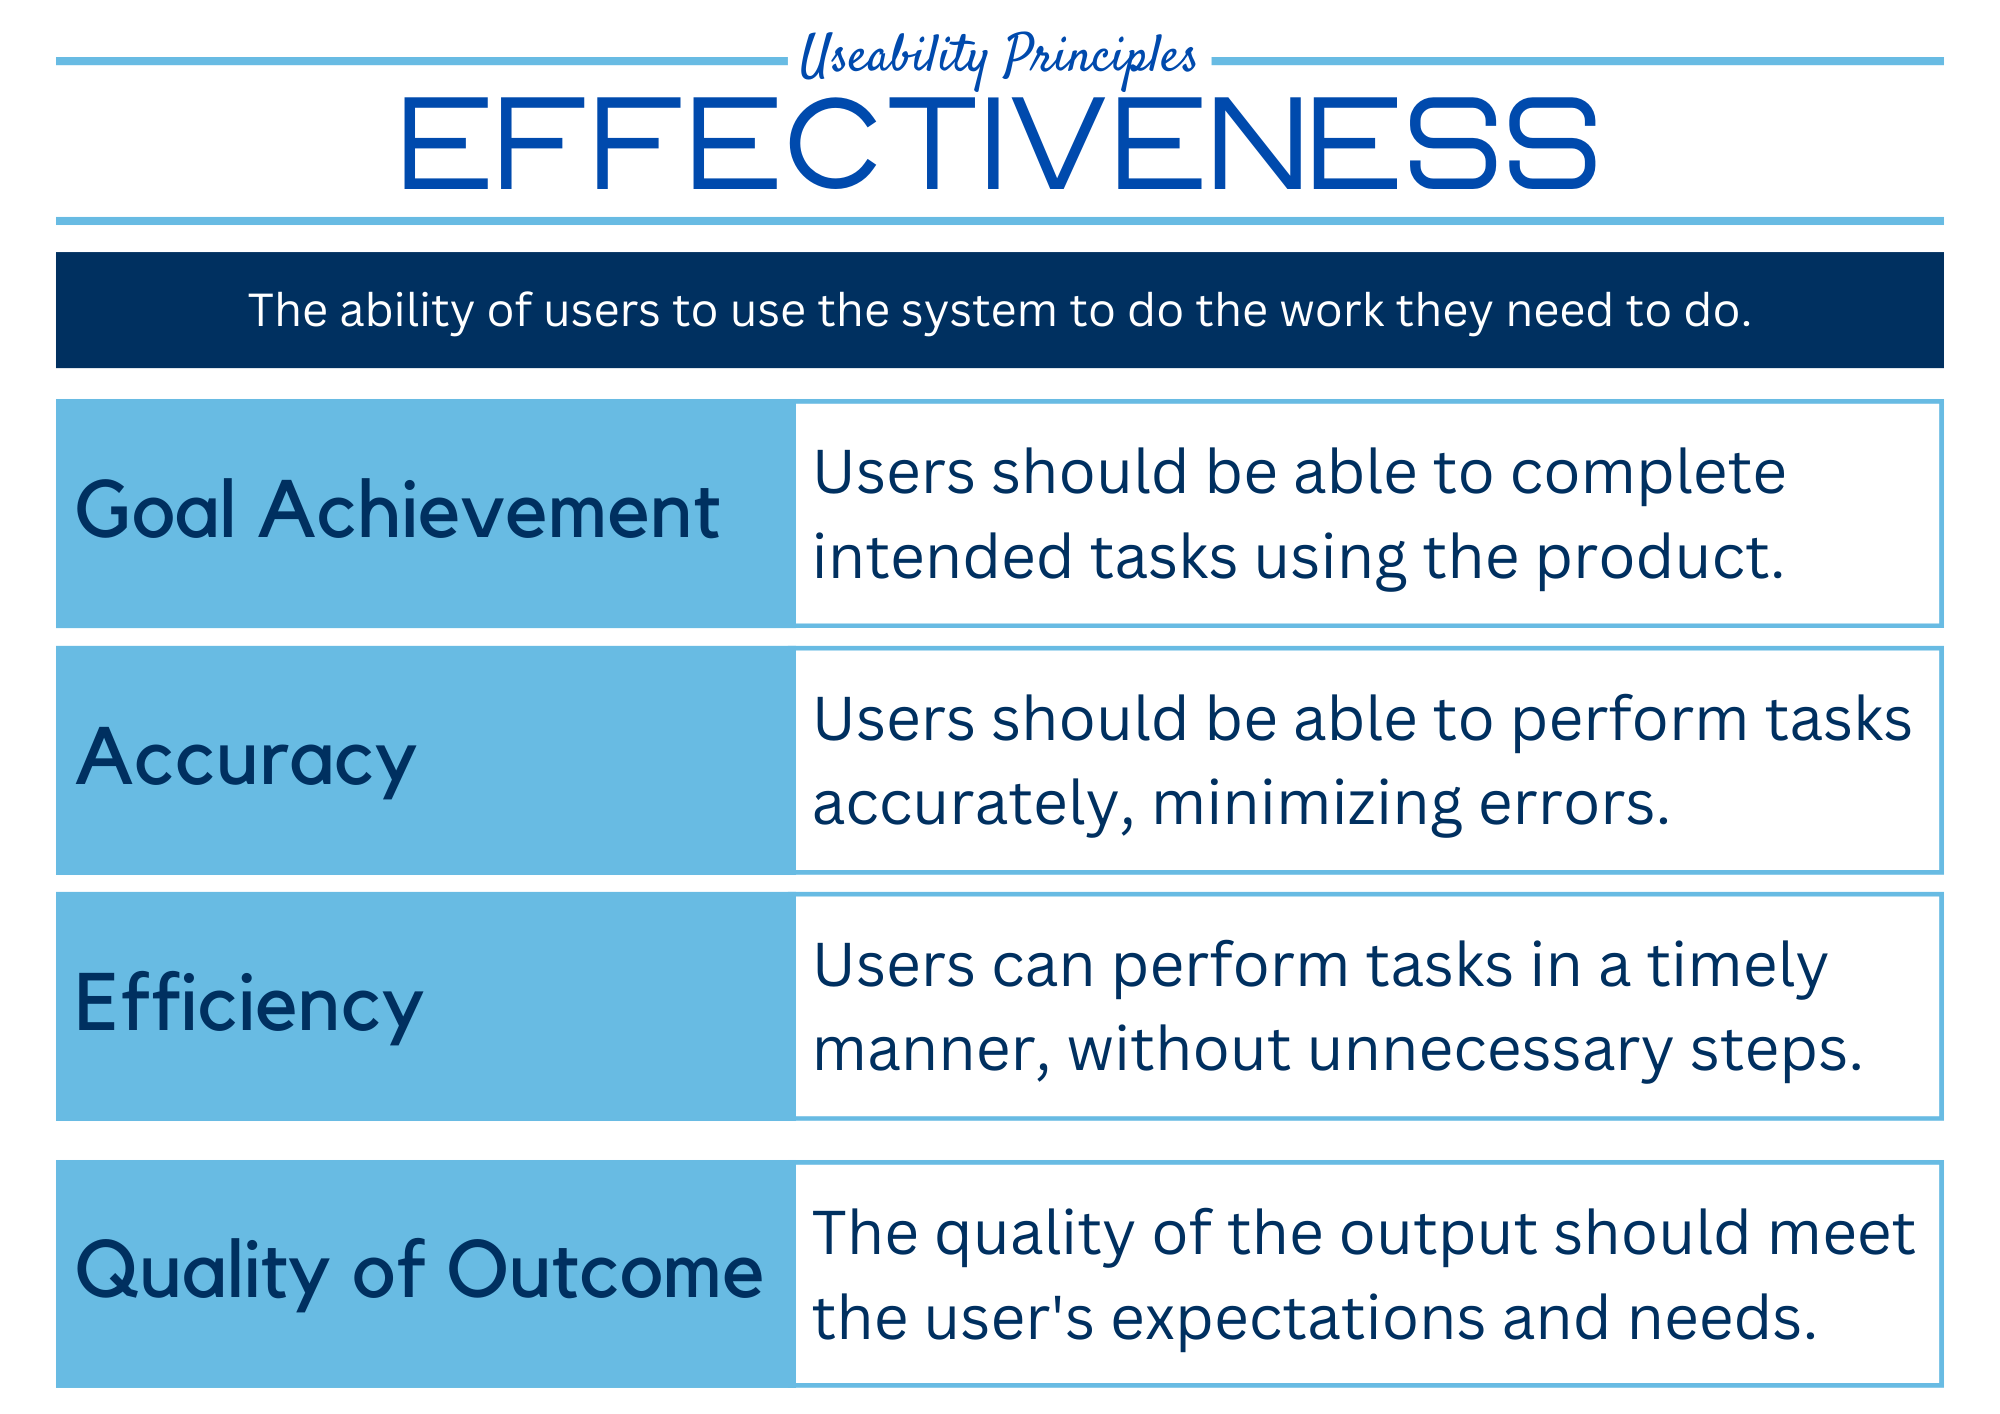 Useability Principles
EFFECTIVENESS
The ability of users to use the system to do the work they need to do.
Goal Achievement
Users should be able to complete
intended tasks using the product.
Accuracy
Users should be able to perform tasks
accurately, minimizing errors.
Efficiency
Users can perform tasks in a timely
manner, without unnecessary steps.
Quality of Outcome
The quality of the output should meet
the user's expectations and needs.